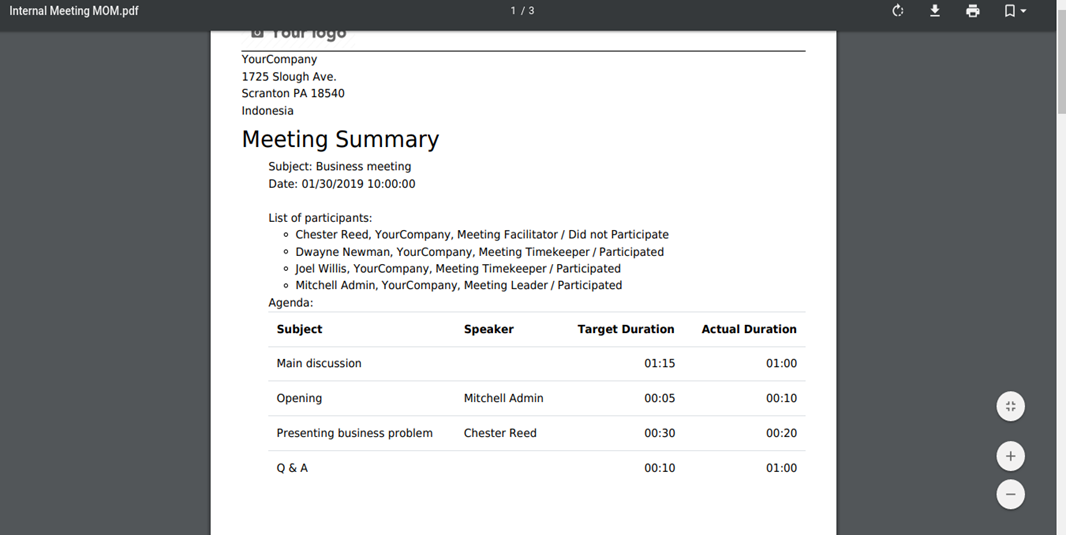 Internal Meeting MOM.pdf
1 / 3
Your logo
YourCompany
1725 Slough Ave.
Scranton PA 18540
Indonesia
Meeting Summary
Subject: Business meeting
Date: 01/30/2019 10:00:00
List of participants:
Chester Reed, YourCompany, Meeting Facilitator / Did not Participate
Dwayne Newman, YourCompany, Meeting Timekeeper / Participated
Joel Willis, YourCompany, Meeting Timekeeper / Participated
Mitchell Admin, YourCompany, Meeting Leader / Participated
Agenda:
Subject Speaker Target Duration Actual Duration
Main discussion 01:15 01:00
Opening Mitchell Admin 00:05 00:10
Presenting business problem Chester Reed 00:30 00:20
Q & A 00:10 01:00